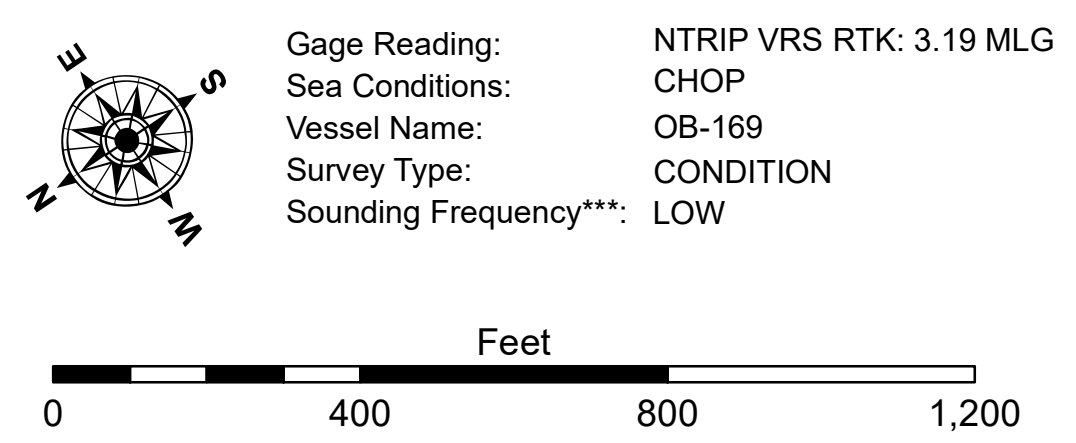 E
S
N
W
Gage Reading: NTRIP VRS RTK: 3.19 MLG
Sea Conditions: CHOP
Vessel Name: OB-169
Survey Type: CONDITION
Sounding Frequency***: LOW
Feet
0 400 800 1,200